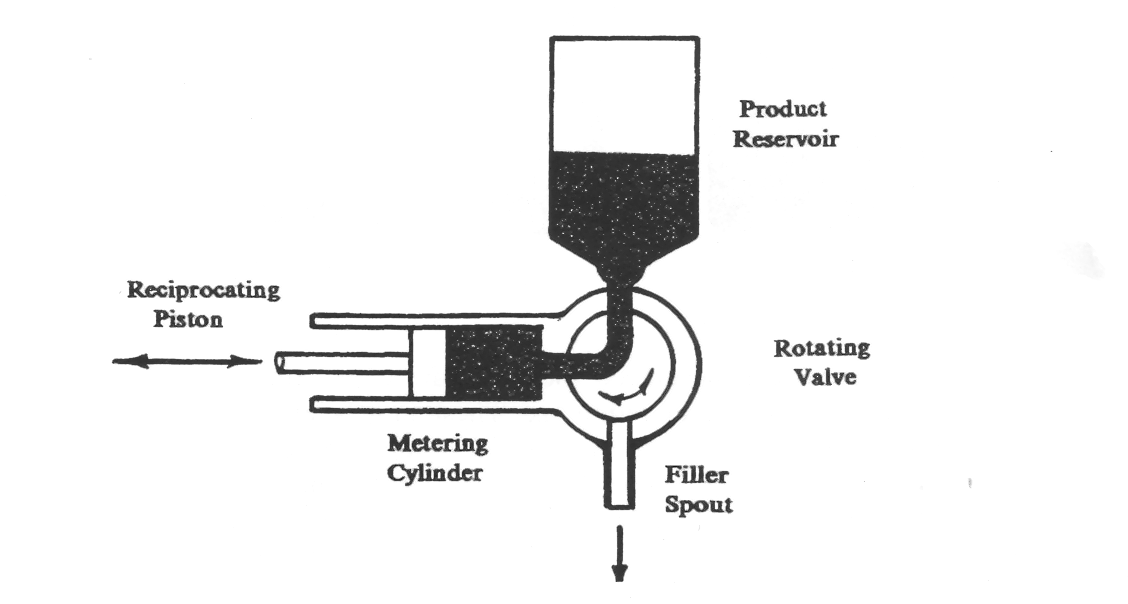 Product
Reservoir
Reciprocating
Piston
Rotating
Valve
Metering
Cylinder
Filler
Spout